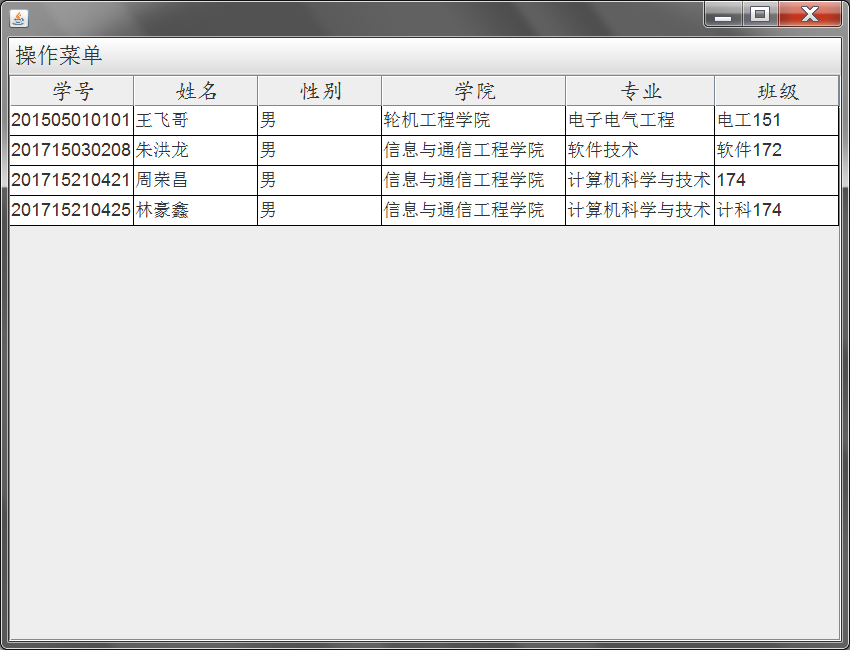 操作菜单
学号 姓名 性别 学院 专业 班级
201505010101 王飞哥 男 轮机工程学院 电子电气工程 电工151
201715030208 朱洪龙 男 信息与通信工程学院 软件技术 软件172
201715210421 周荣昌 男 信息与通信工程学院 计算机科学与技术 174
201715210425 林豪鑫 男 信息与通信工程学院 计算机科学与技术 计科174